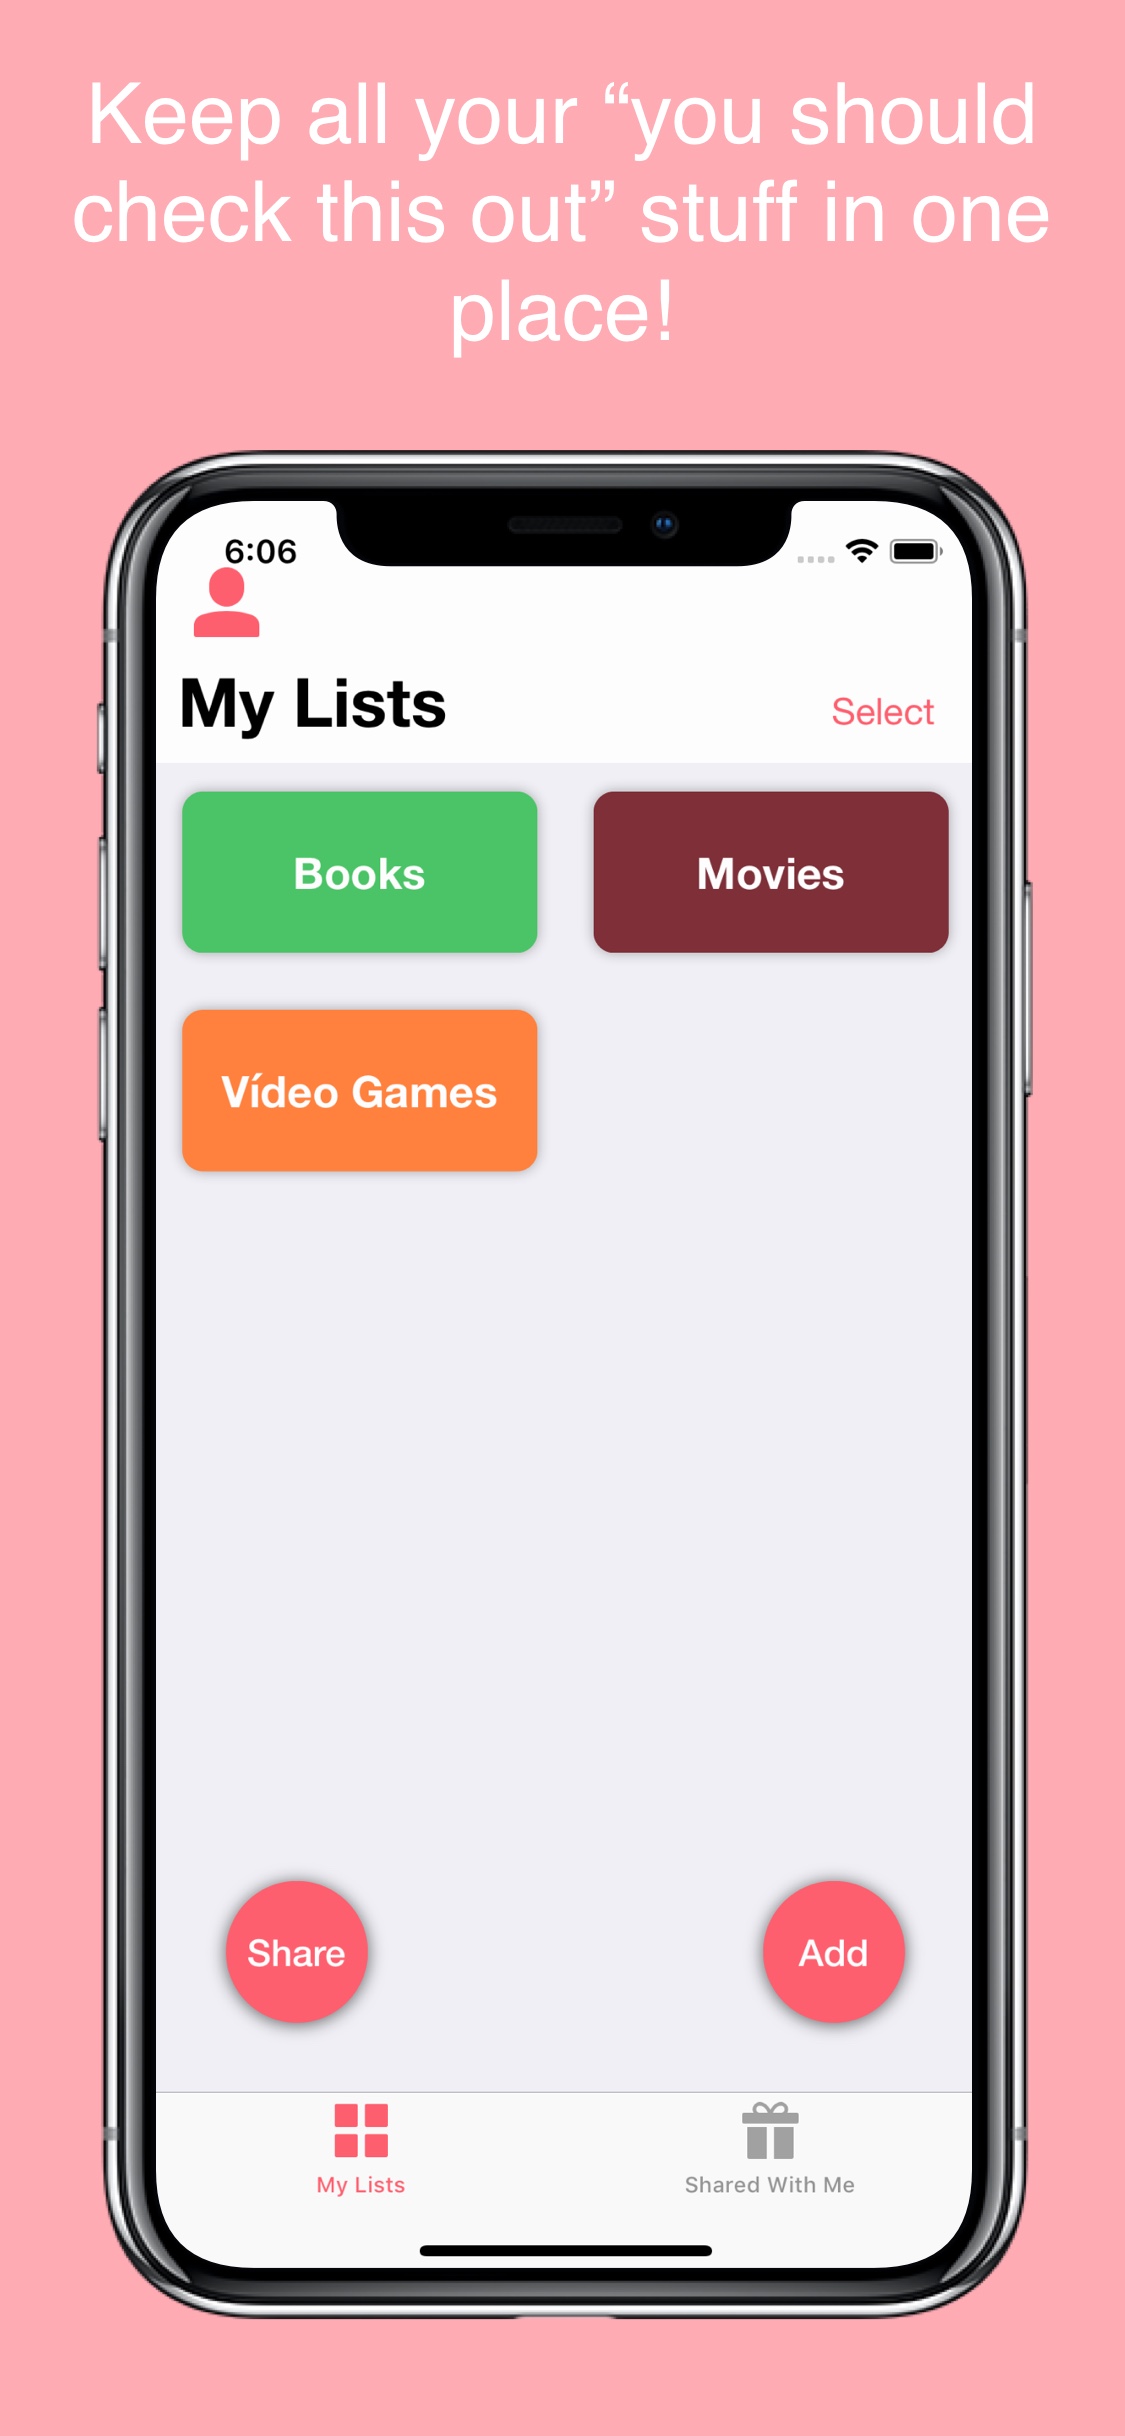 Keep all your “you should
check this out” stuff in one
place!
6:06
My Lists
Select
Books
Movies
Vídeo Games
Share
Add
My Lists
Shared With Me